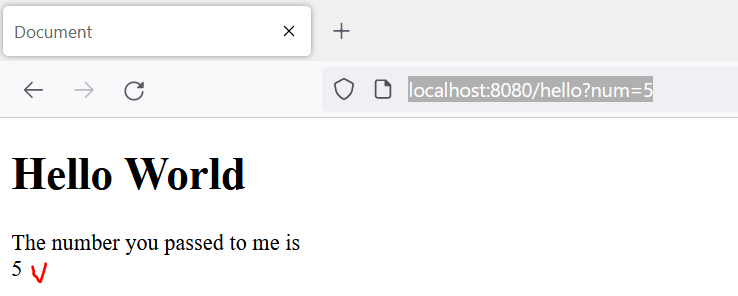 Document
localhost:8080/hello?num=5
Hello World
The number you passed to me is
5